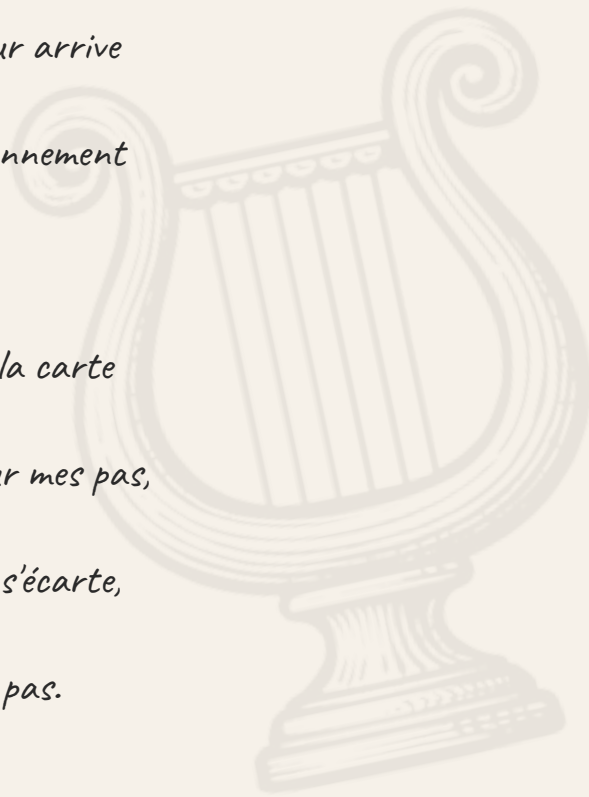 ur arrive
nnement
la carte
r mes pas,
s'écarte,
pas.